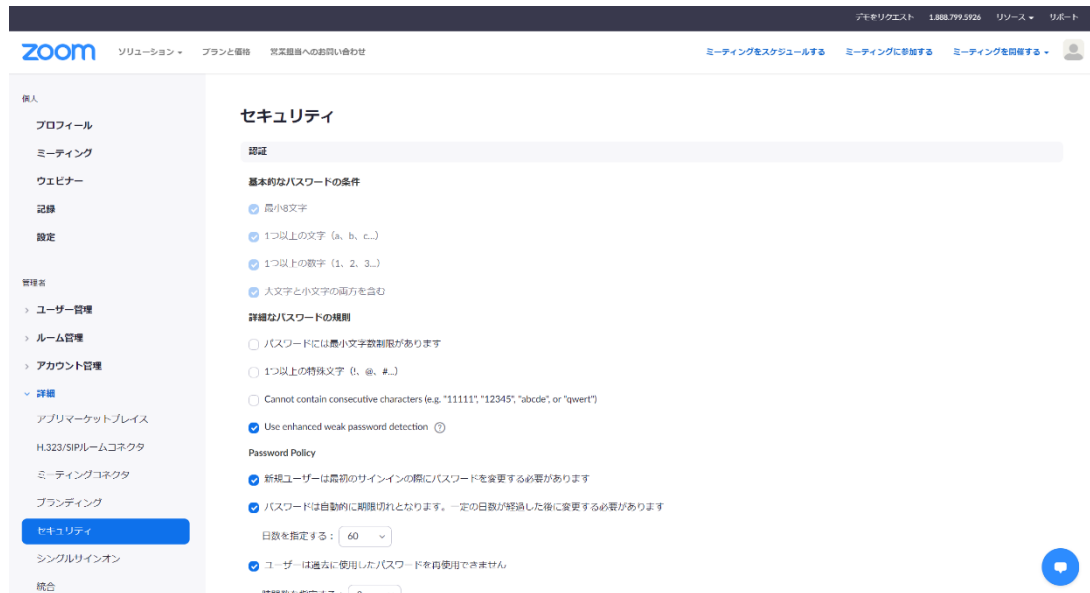 デモをリクエスト 1.888.799.5926 リソース サポート
zoom ソリューション プランと価格 営業担当へのお問い合わせ ミーティングをスケジュールする ミーティングに参加する ミーティングを開催する
個人
プロフィール
ミーティング
ウェビナー
記録
設定
管理者
ユーザー管理
ルーム管理
アカウント管理
詳細
アプリマーケットプレイス
H.323/SIPルームコネクタ
ミーティングコネクタ
ブランディング
セキュリティ
シングルサインオン
統合
セキュリティ
認証
基本的なパスワードの条件
最小8文字
1つ以上の文字（a、b、c...）
1つ以上の数字（1、2、3...）
大文字と小文字の両方を含む
詳細なパスワードの規則
パスワードには最小文字数制限があります
1つ以上の特殊文字（!、@、#...）
Cannot contain consecutive characters (e.g. "11111", "12345", "abcde", or "qwert")
Use enhanced weak password detection ?
Password Policy
新規ユーザーは最初のサインインの際にパスワードを変更する必要があります
パスワードは自動的に期限切れとなります。一定の日数が経過した後に変更する必要があります
日数を指定する： 60
ユーザーは過去に使用したパスワードを再使用できません